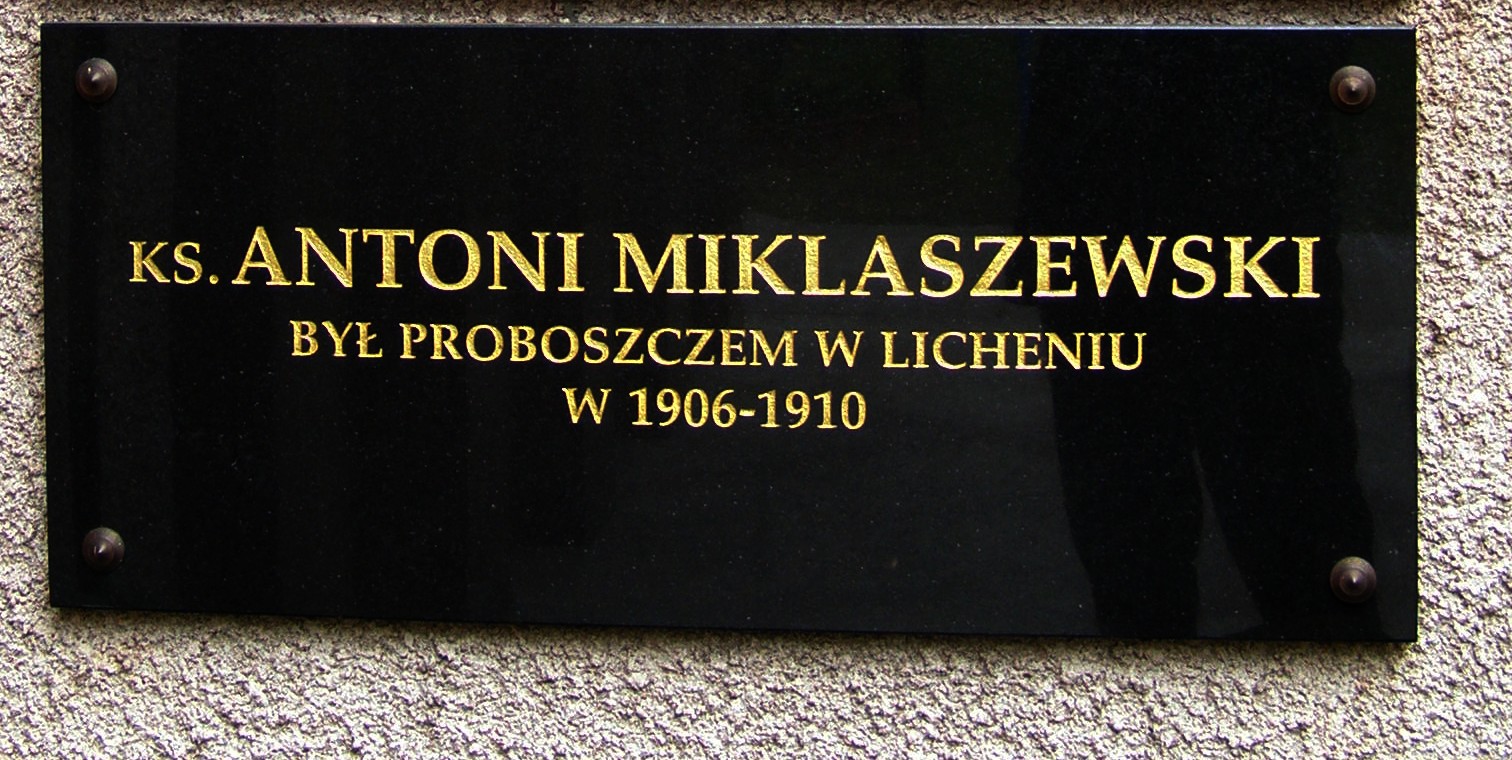 KS. ANTONI MIKLASZEWSKI
BYŁ PROBOSZCZEM W LICHENIU
W 1906-1910